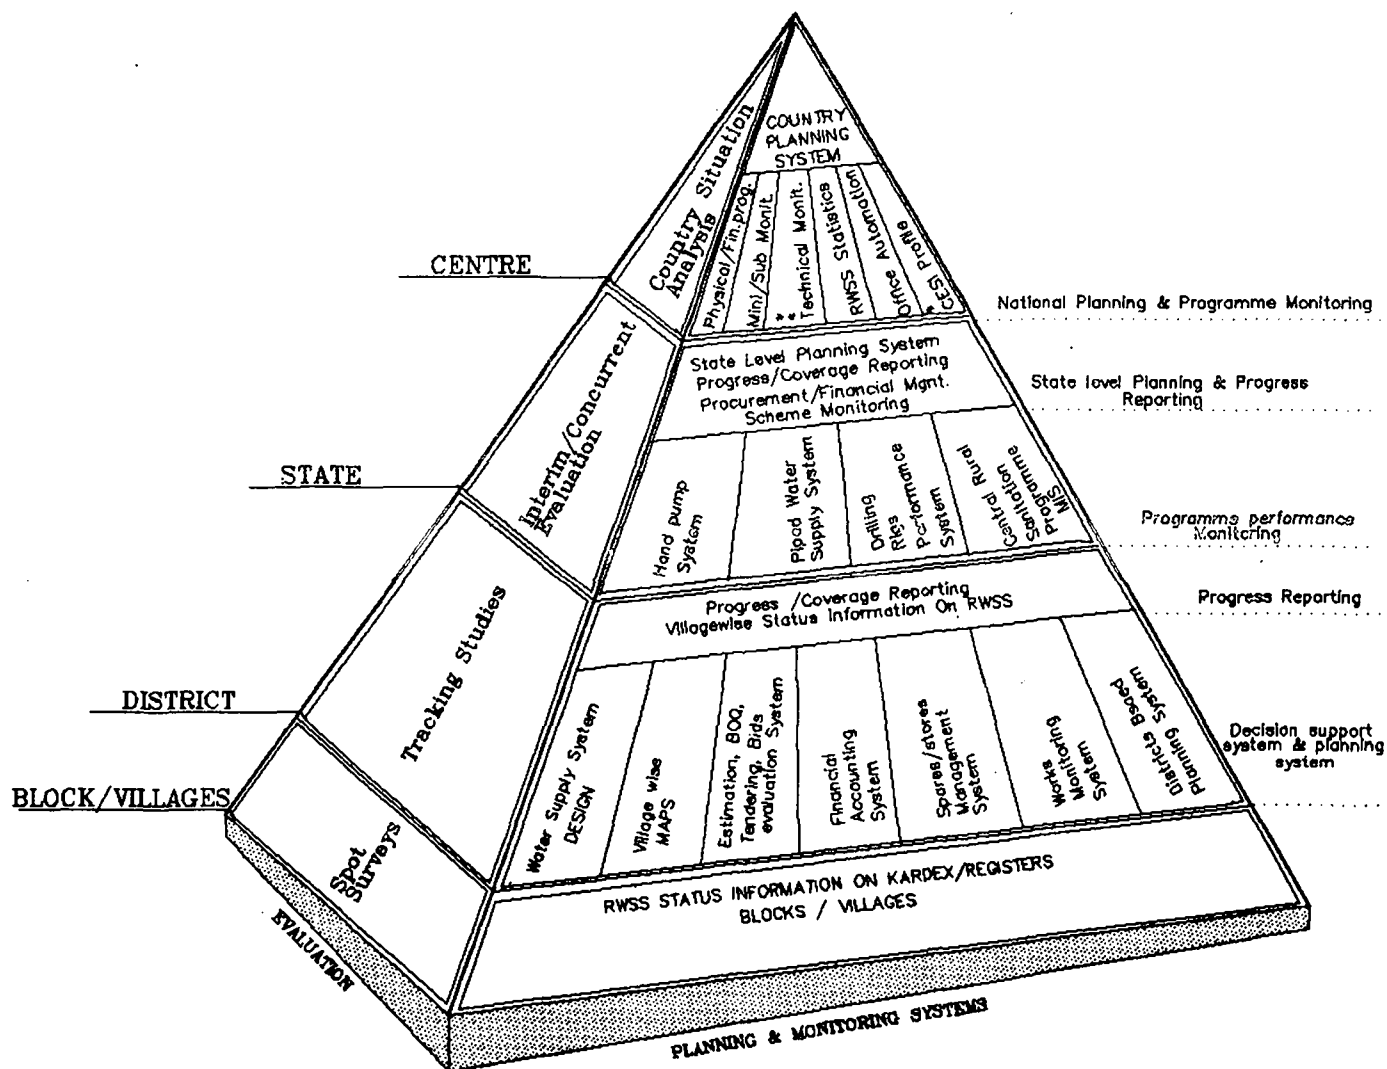 COUNTRY
PLANNING
SYSTEM
Country Situation
Analysis
Physical/Fin.prog.
Mini/Sub Monit.
* * Technical Monit.
RWSS Statistics
Office Automation
* CESI Profile
CENTRE
National Planning & Programme Monitoring
State Level Planning System
Progress/Coverage Reporting
Procurement/Financial Mgnt.
Scheme Monitoring
State level Planning & Progress
Reporting
Interim/Concurrent
Evaluation
STATE
Hand pump
System
Piped Water
Supply System
Drilling
Rigs
Performance
System
Central Rural
Sanitation
Programme
MIS
Programme performance
Monitoring
Progress /Coverage Reporting
Villagewise Status Information On RWSS
Progress Reporting
Tracking Studies
DISTRICT
Water Supply System
DESIGN
Village wise
MAPS
Estimation, BOQ,
Tendering, Bids
evaluation System
Financial
Accounting
System
Spares/stores
Management
System
Works
Monitoring
System
Districts Bsaed
Planning System
Decision support
system & planning
system
BLOCK/VILLAGES
Spot
Surveys
RWSS STATUS INFORMATION ON KARDEX/REGISTERS
BLOCKS / VILLAGES
EVALUATION
PLANNING & MONITORING SYSTEMS